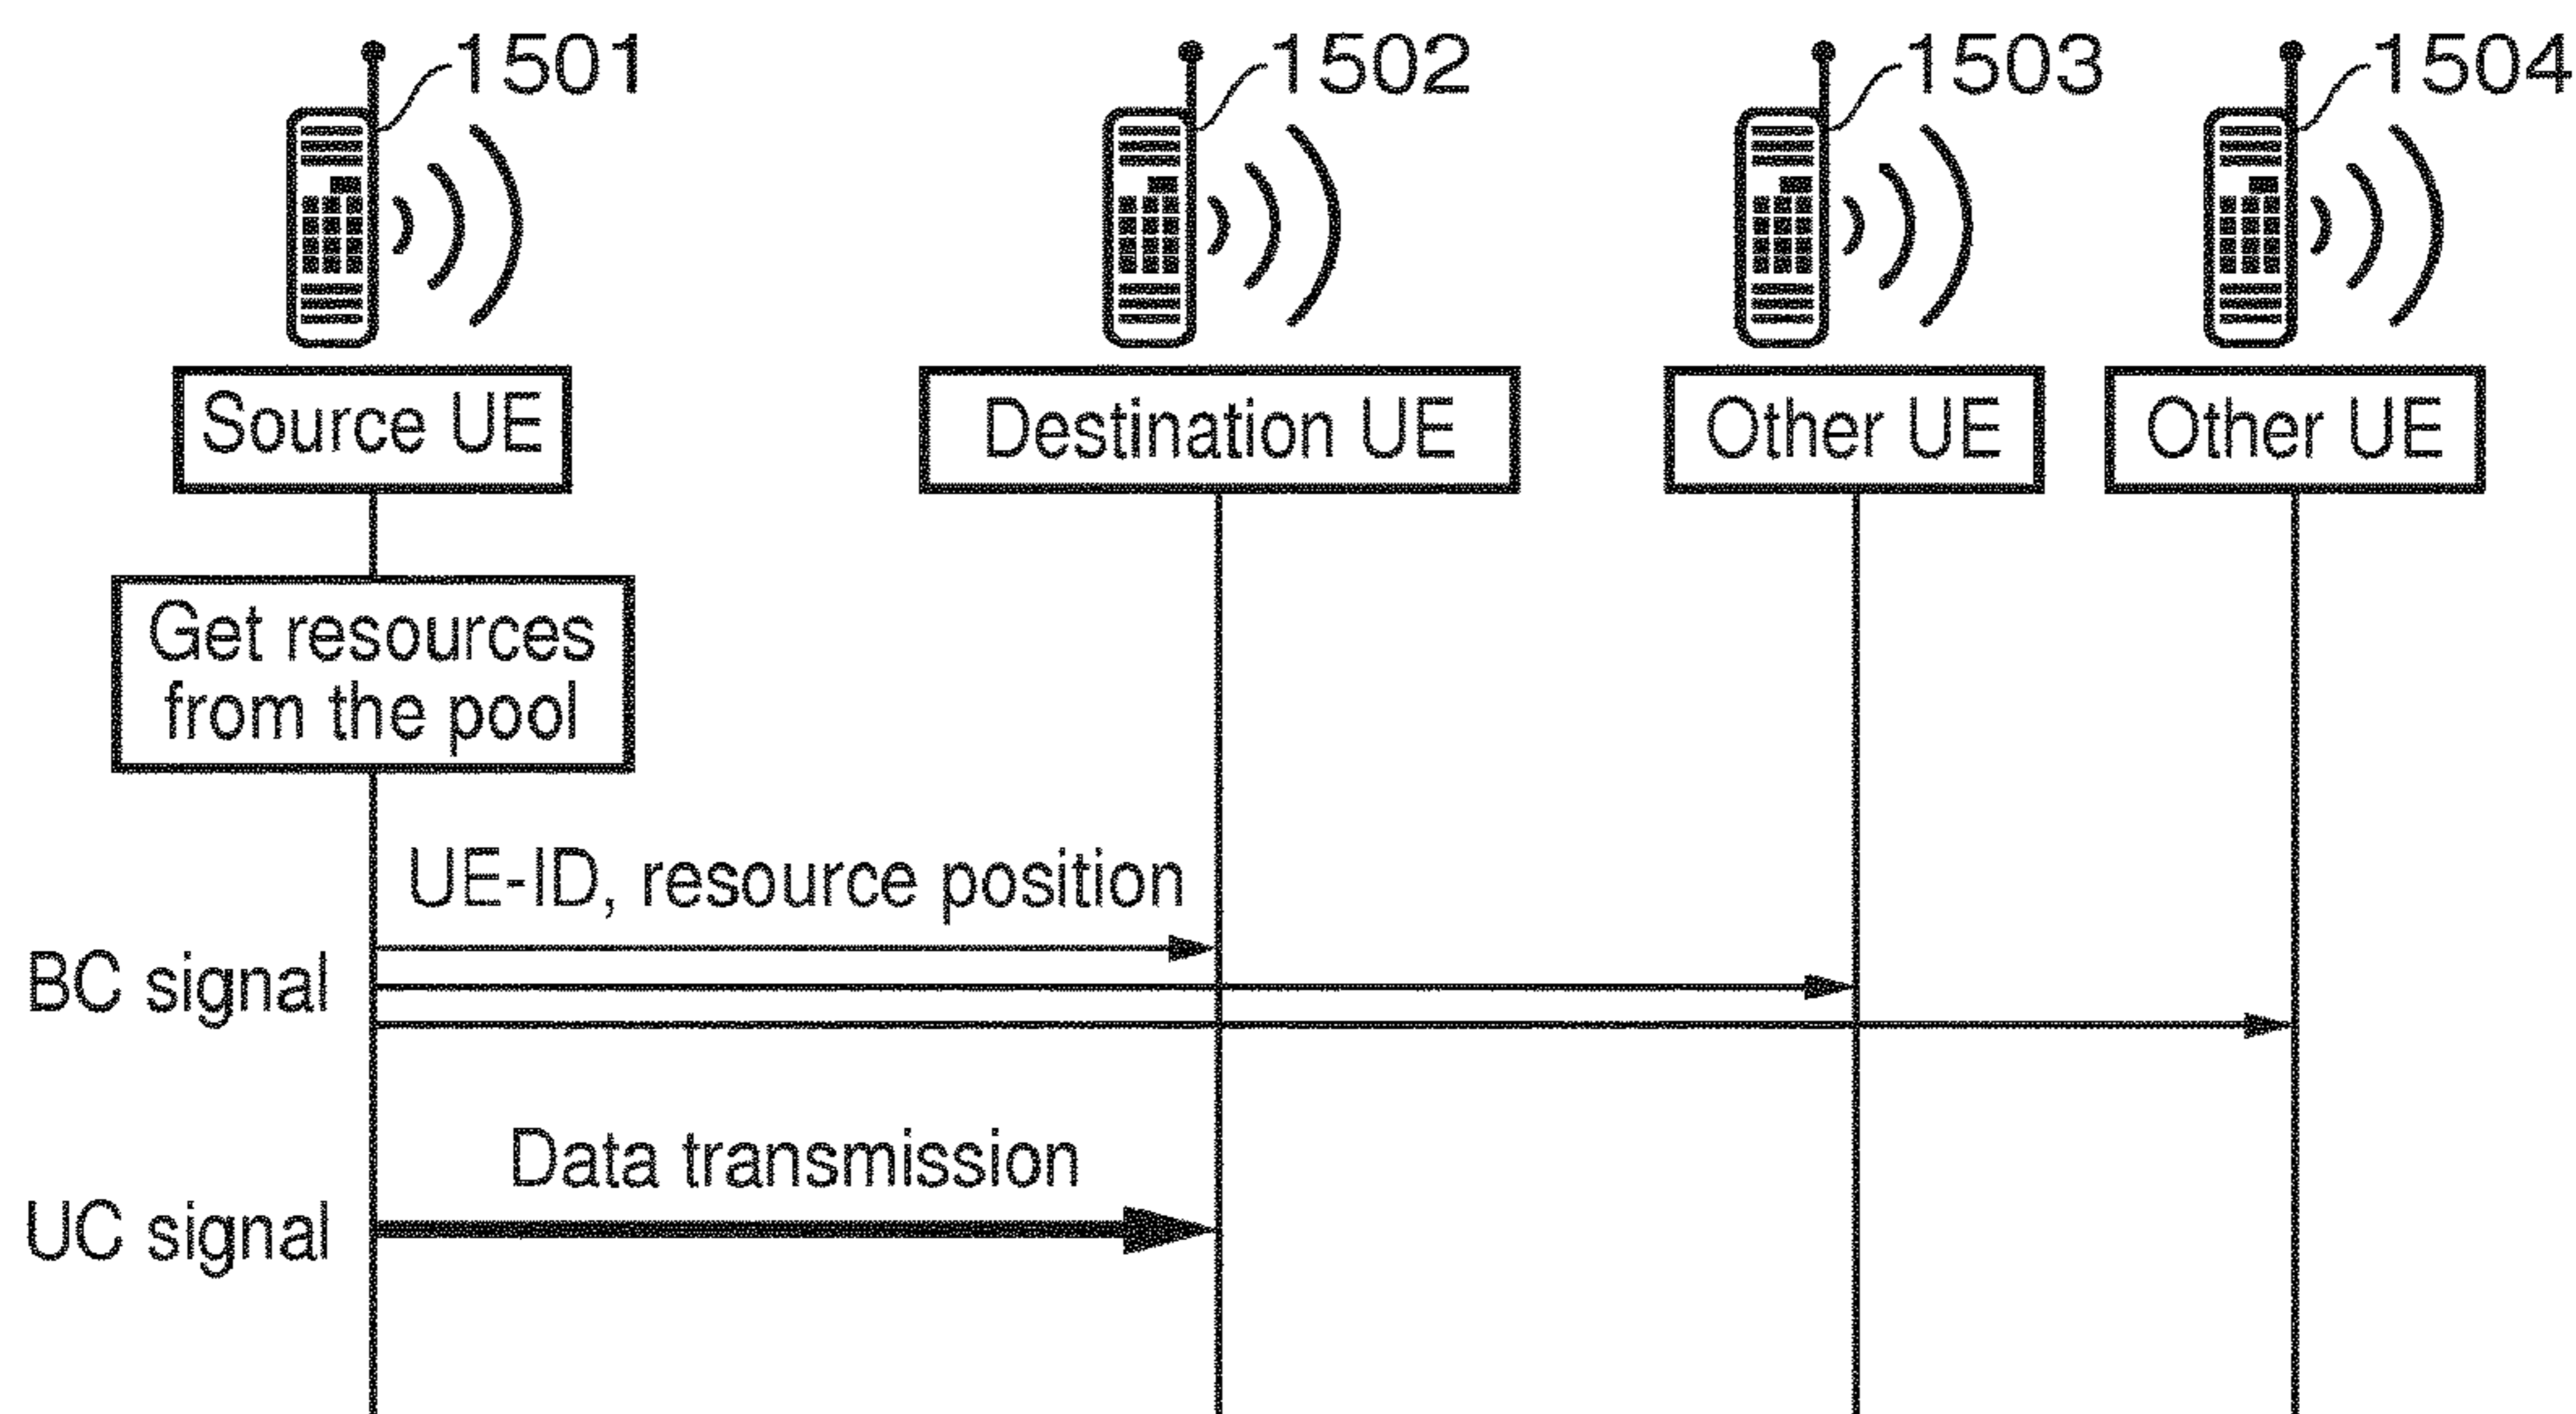 1501
1502
1503
1504
Source UE
Destination UE
Other UE
Other UE
Get resources
from the pool
UE-ID, resource position
BC signal
Data transmission
UC signal